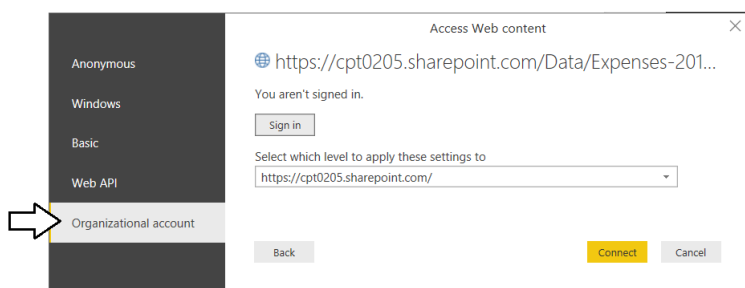 Access Web content
Anonymous
Windows
Basic
Web API
Organizational account
https://cpt0205.sharepoint.com/Data/Expenses-201...
You aren't signed in.
Sign in
Select which level to apply these settings to
https://cpt0205.sharepoint.com/
Back
Connect
Cancel